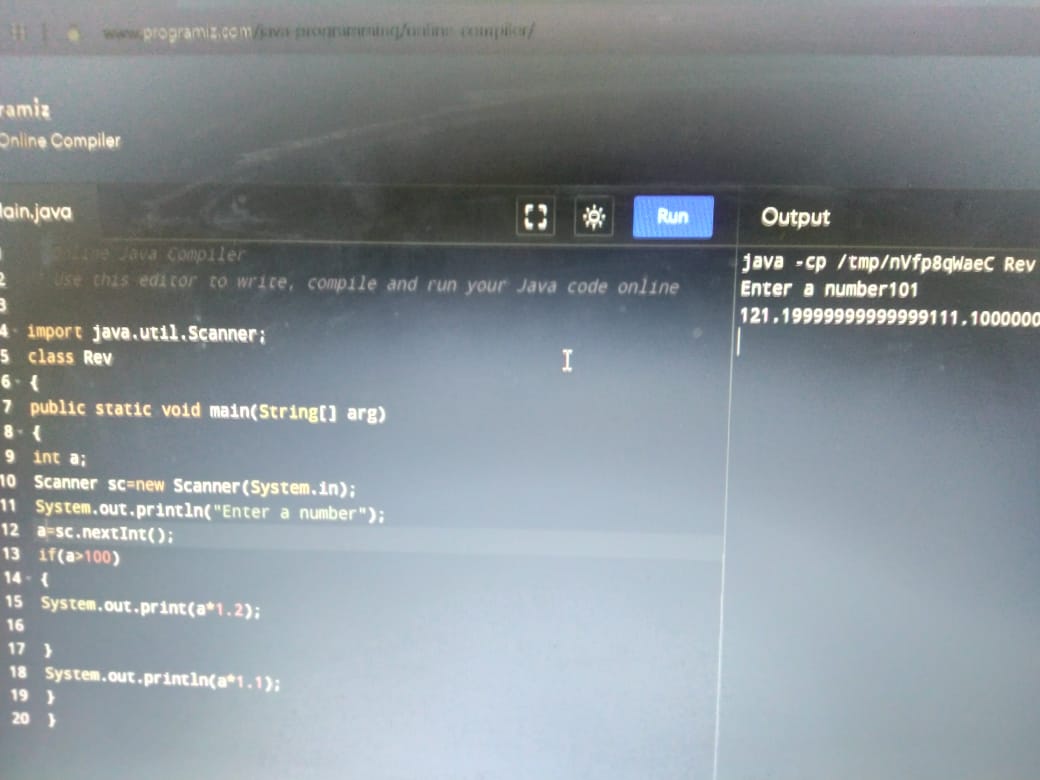 www.programiz.com/java-programming/online-compiler/
ramiz
Online Compiler
ain.java
Run
Output
Online Java Compiler
2 Use this editor to write, compile and run your Java code online
3
4 import java.util.Scanner;
5 class Rev
6 {
7 public static void main(String[] arg)
8 {
9 int a;
10 Scanner sc=new Scanner(System.in);
11 System.out.println("Enter a number");
12 a=sc.nextInt();
13 if(a>100)
14 {
15 System.out.print(a*1.2);
16
17 }
18 System.out.println(a*1.1);
19 }
20 }
java -cp /tmp/nVfp8qWaeC Rev
Enter a number101
121.19999999999999111.1000000